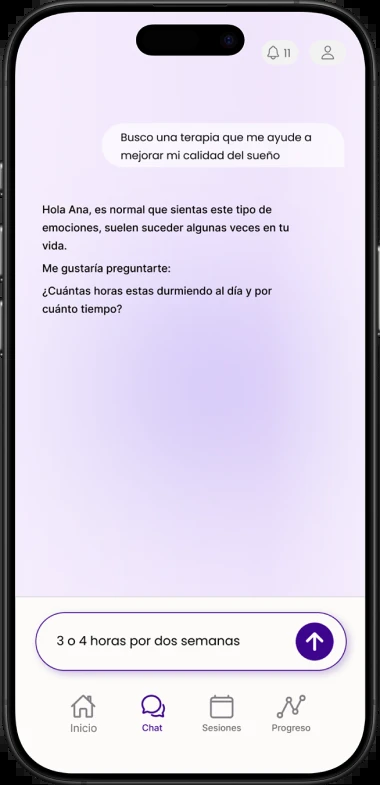 11
Busco una terapia que me ayude a
mejorar mi calidad del sueño
Hola Ana, es normal que sientas este tipo de
emociones, suelen suceder algunas veces en tu
vida.
Me gustaría preguntarte:
¿Cuántas horas estas durmiendo al día y por
cuánto tiempo?
3 o 4 horas por dos semanas
Inicio
Chat
Sesiones
Progreso